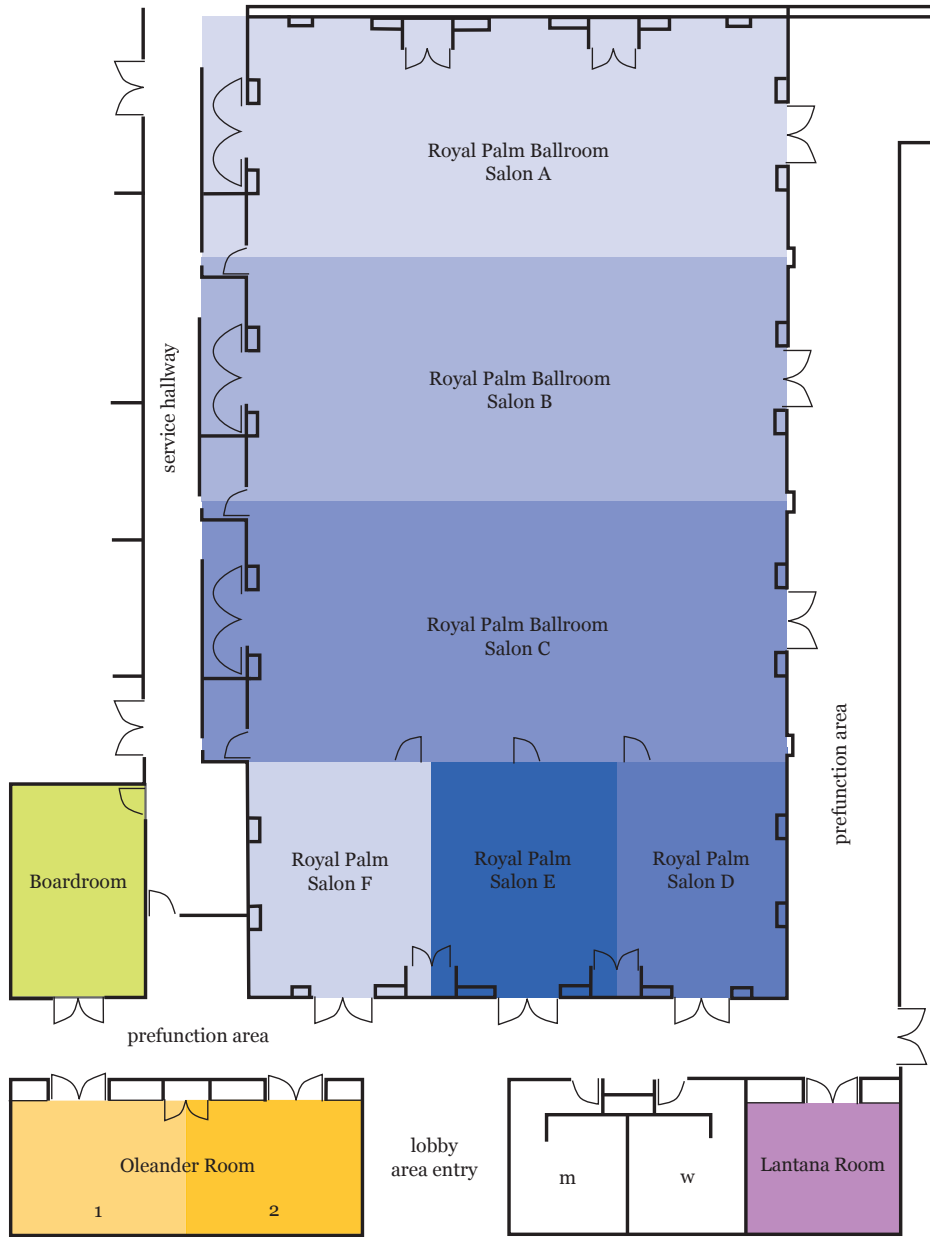 Royal Palm Ballroom
Salon A
Royal Palm Ballroom
Salon B
service hallway
Royal Palm Ballroom
Salon C
prefunction area
Boardroom
Royal Palm
Salon F
Royal Palm
Salon E
Royal Palm
Salon D
prefunction area
Oleander Room
1
2
lobby
area entry
m
w
Lantana Room